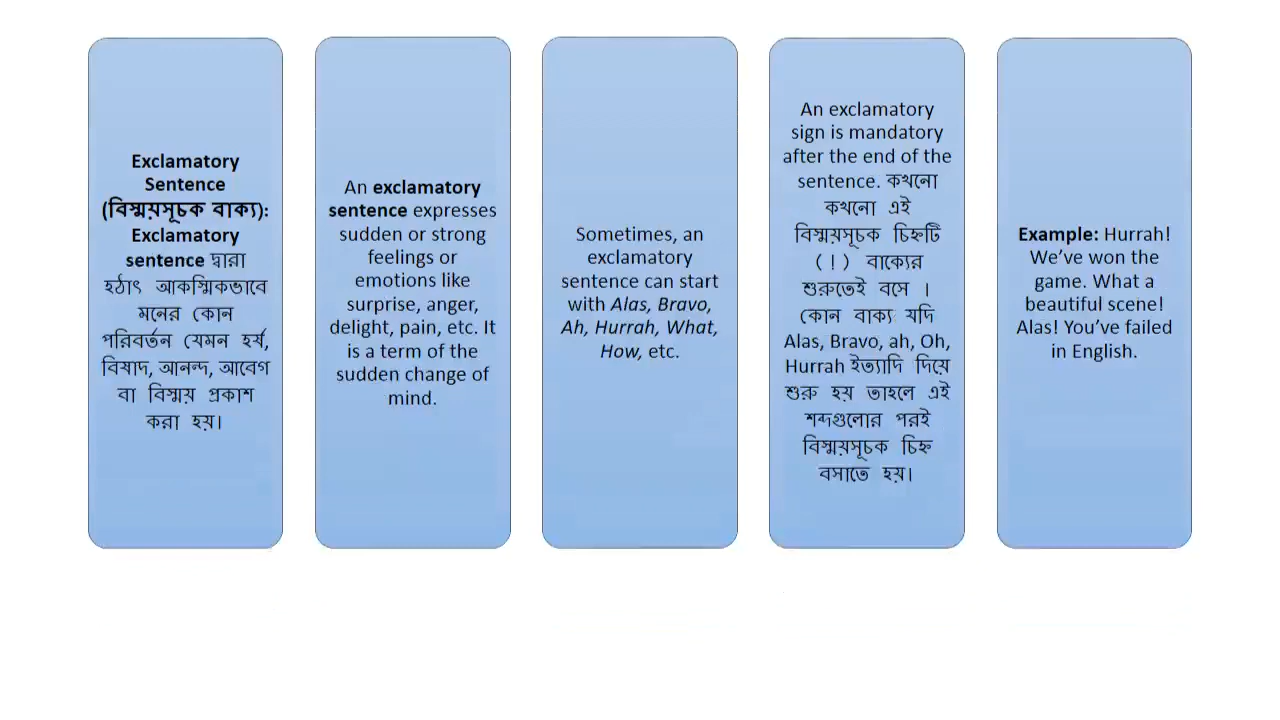 Exclamatory
Sentence
(বিস্ময়সূচক বাক্য):
Exclamatory
sentence দ্বারা
হঠাৎ আকস্মিকভাবে
মনের কোন
পরিবর্তন যেমন হর্ষ,
বিষাদ, আনন্দ, আবেগ
বা বিস্ময় প্রকাশ
করা হয়।
An exclamatory
sentence expresses
sudden or strong
feelings or
emotions like
surprise, anger,
delight, pain, etc. It
is a term of the
sudden change of
mind.
Sometimes, an
exclamatory
sentence can start
with Alas, Bravo,
Ah, Hurrah, What,
How, etc.
An exclamatory
sign is mandatory
after the end of the
sentence. কখনো
কখনো এই
বিস্ময়সূচক চিহ্নটি
( ! ) বাক্যের
শুরুতেই বসে ।
কোন বাক্য যদি
Alas, Bravo, ah, Oh,
Hurrah ইত্যাদি দিয়ে
শুরু হয় তাহলে এই
শব্দগুলোর পরই
বিস্ময়সূচক চিহ্ন
বসাতে হয়।
Example: Hurrah!
We’ve won the
game. What a
beautiful scene!
Alas! You’ve failed
in English.